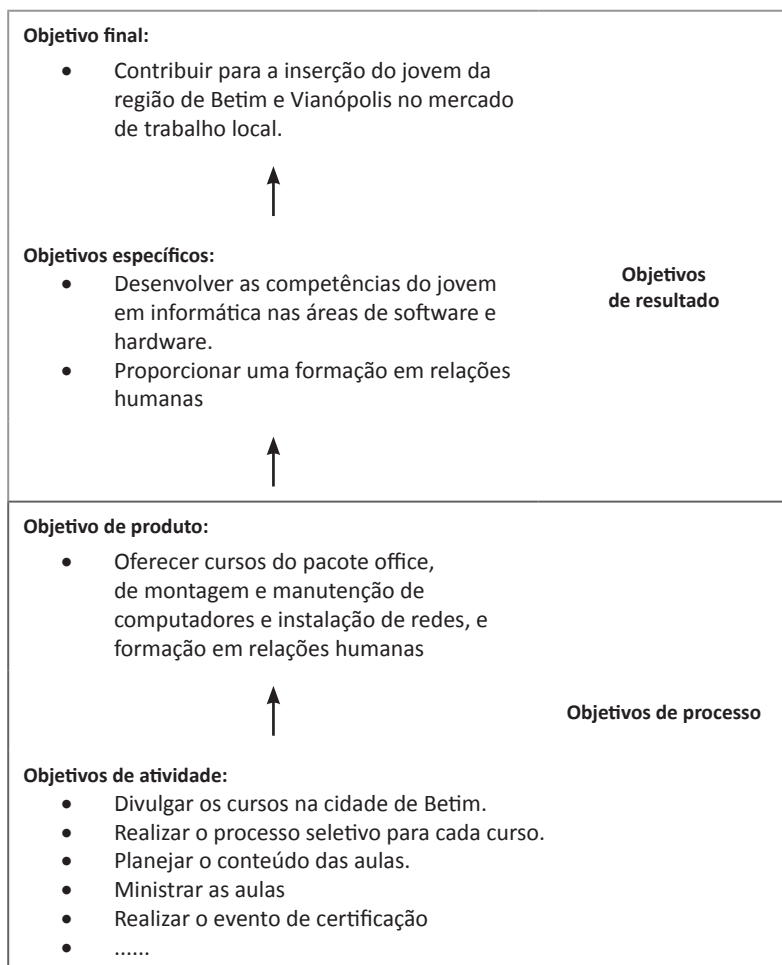 Objetivo final:
• Contribuir para a inserção do jovem da
região de Betim e Vianópolis no mercado
de trabalho local.
Objetivos específicos:
• Desenvolver as competências do jovem
em informática nas áreas de software e
hardware.
• Proporcionar uma formação em relações
humanas
Objetivos
de resultado
Objetivo de produto:
• Oferecer cursos do pacote office,
de montagem e manutenção de
computadores e instalação de redes, e
formação em relações humanas
Objetivos de processo
Objetivos de atividade:
• Divulgar os cursos na cidade de Betim.
• Realizar o processo seletivo para cada curso.
• Planejar o conteúdo das aulas.
• Ministrar as aulas
• Realizar o evento de certificação
• ......